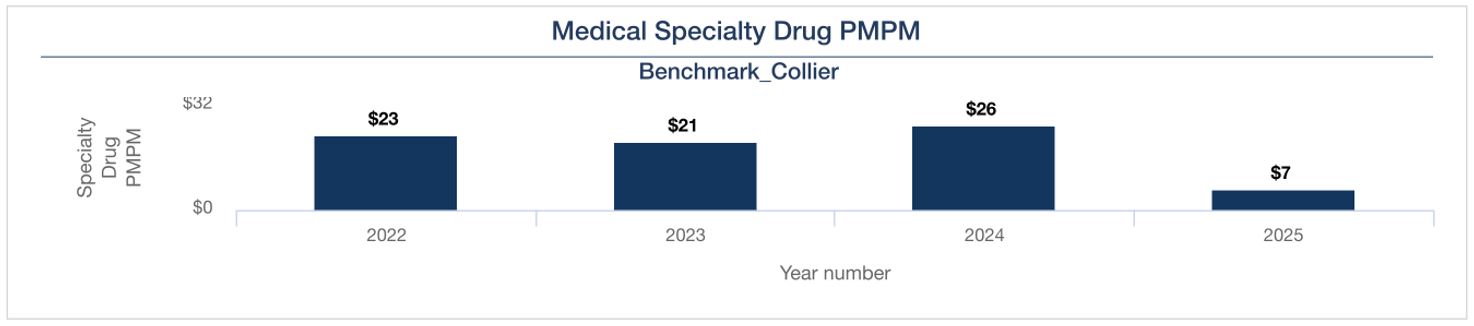 Medical Specialty Drug PMPM
Benchmark_Collier
Specialty
Drug
PMPM
$32
$0
$23
$21
$26
$7
2022
2023
2024
2025
Year number